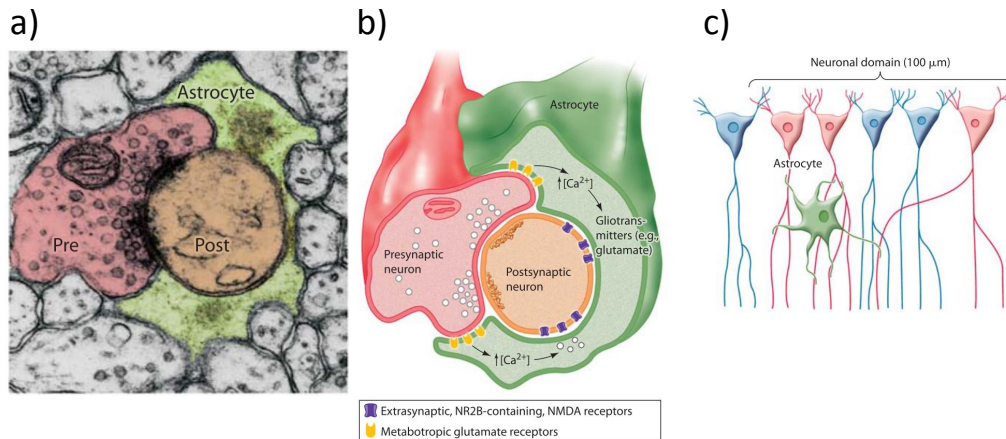 a)
Astrocyte
Pre
Post
b)
Astrocyte
↑[Ca²⁺]
Gliotrans-
mitters (e.g.,
glutamate)
Presynaptic
neuron
Postsynaptic
neuron
↑[Ca²⁺]
Extrasynaptic, NR2B-containing, NMDA receptors
Metabotropic glutamate receptors
c)
Neuronal domain (100 μm)
Astrocyte